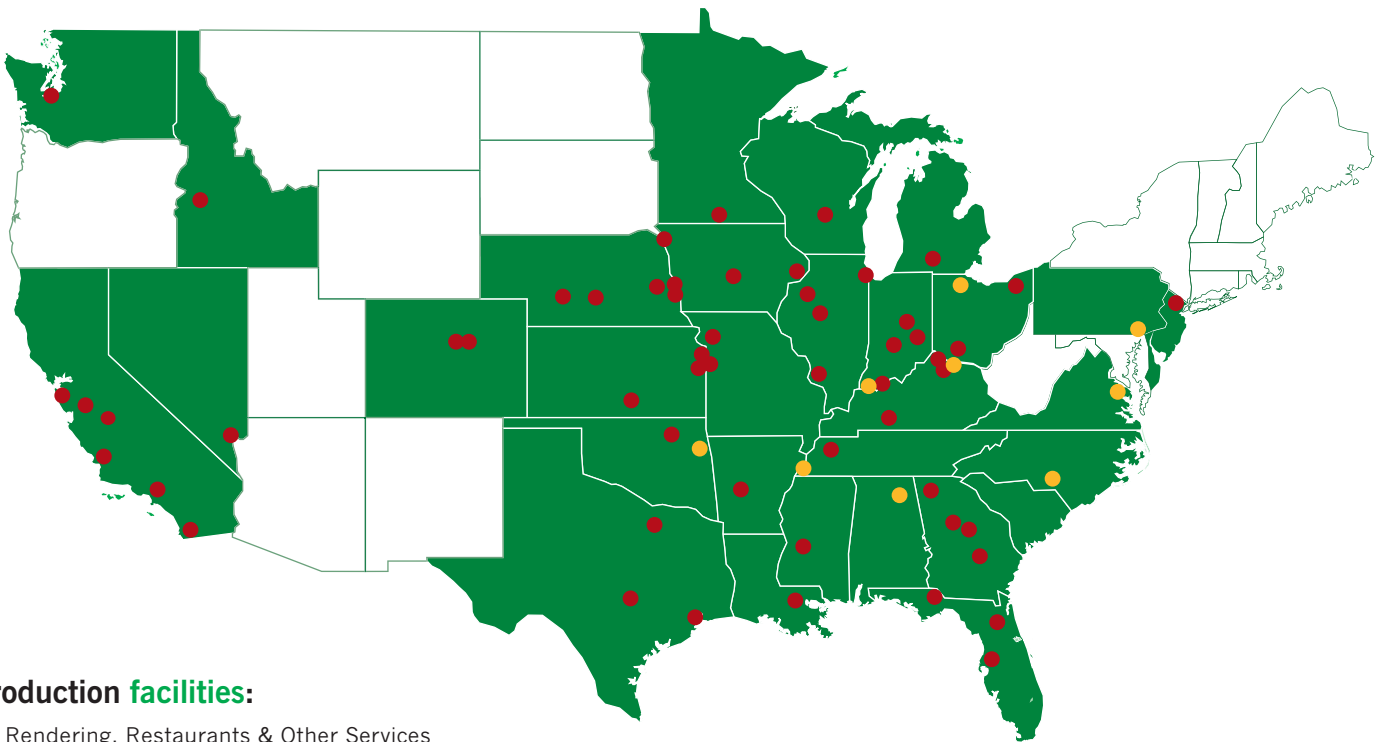 roduction facilities:
Rendering, Restaurants & Other Services